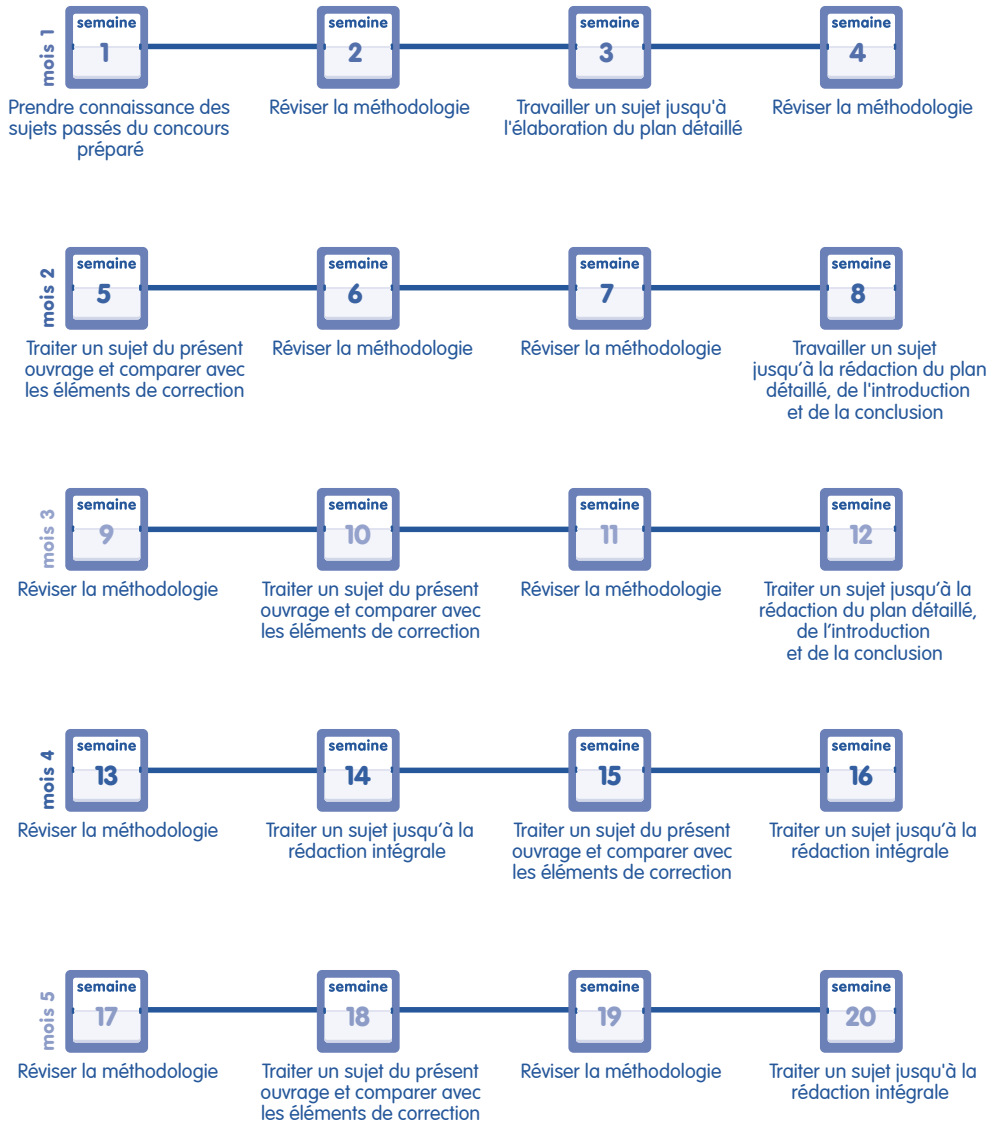 mois 1
semaine
1
Prendre connaissance des
sujets passés du concours
préparé
semaine
2
Réviser la méthodologie
semaine
3
Travailler un sujet jusqu'à
l'élaboration du plan détaillé
semaine
4
Réviser la méthodologie
mois 2
semaine
5
Traiter un sujet du présent
ouvrage et comparer avec
les éléments de correction
semaine
6
Réviser la méthodologie
semaine
7
Réviser la méthodologie
semaine
8
Travailler un sujet
jusqu’à la rédaction du plan
détaillé, de l'introduction
et de la conclusion
mois 3
semaine
9
Réviser la méthodologie
semaine
10
Traiter un sujet du présent
ouvrage et comparer avec
les éléments de correction
semaine
11
Réviser la méthodologie
semaine
12
Traiter un sujet jusqu’à la
rédaction du plan détaillé,
de l’introduction
et de la conclusion
mois 4
semaine
13
Réviser la méthodologie
semaine
14
Traiter un sujet jusqu’à la
rédaction intégrale
semaine
15
Traiter un sujet du présent
ouvrage et comparer avec
les éléments de correction
semaine
16
Traiter un sujet jusqu’à la
rédaction intégrale
mois 5
semaine
17
Réviser la méthodologie
semaine
18
Traiter un sujet du présent
ouvrage et comparer avec
les éléments de correction
semaine
19
Réviser la méthodologie
semaine
20
Traiter un sujet jusqu'à la
rédaction intégrale